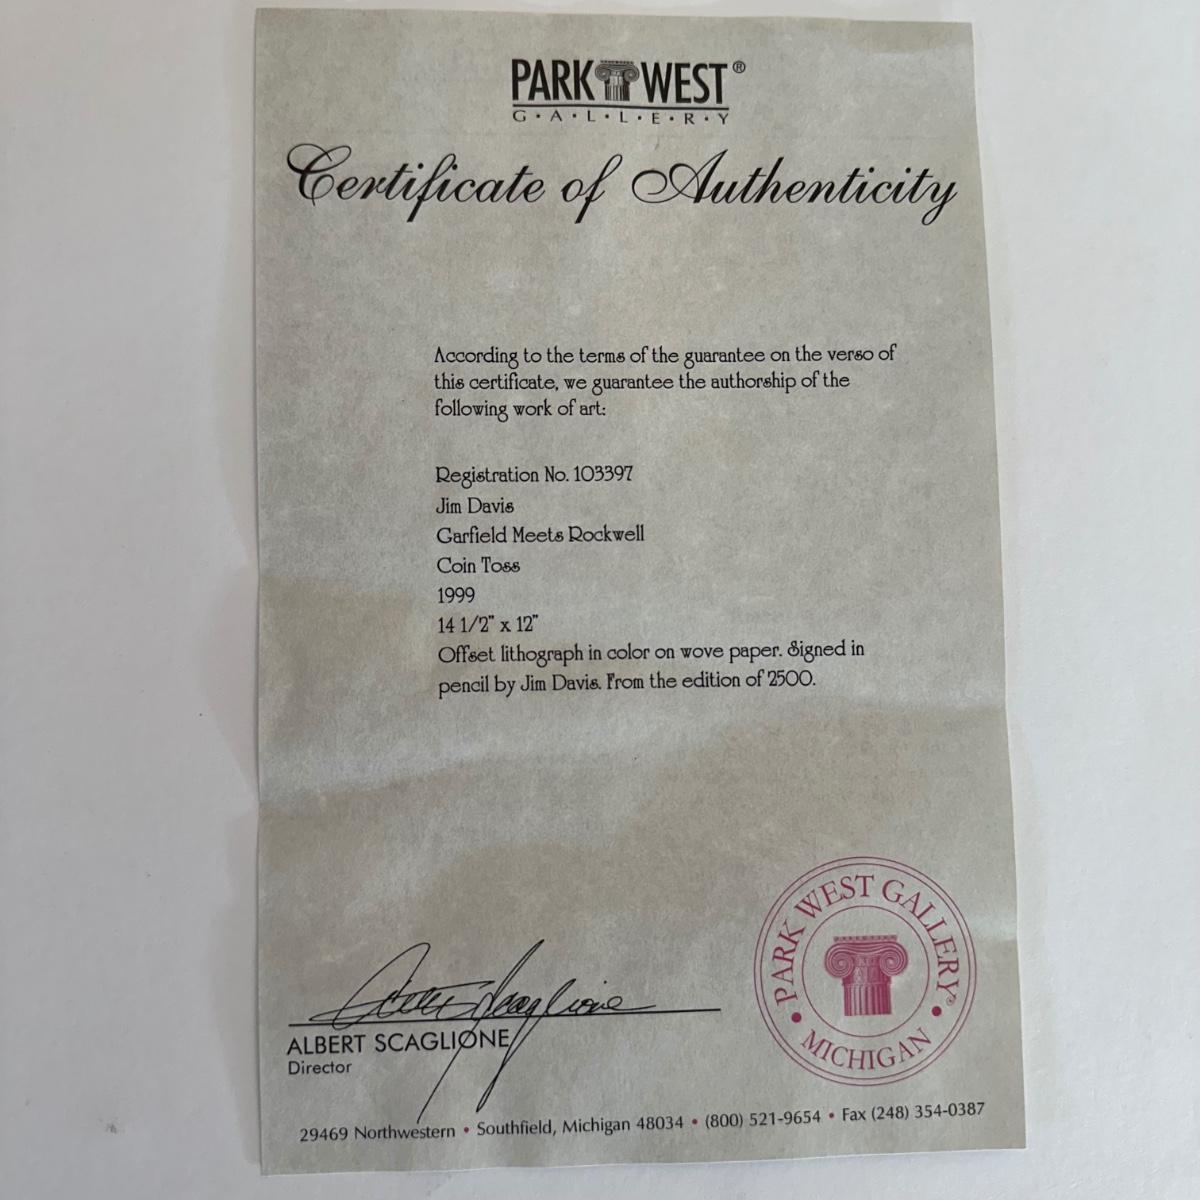 PARK WEST®
G•A•L•L•E•R•Y
Certificate of Authenticity
According to the terms of the guarantee on the verso of
this certificate, we guarantee the authorship of the
following work of art:
Registration No. 103397
Jim Davis
Garfield Meets Rockwell
Coin Toss
1999
14 1/2" x 12"
Offset lithograph in color on wove paper. Signed in
pencil by Jim Davis. From the edition of 2500.
PARK WEST GALLERY®
• MICHIGAN •
ALBERT SCAGLIONE
Director
29469 Northwestern • Southfield, Michigan 48034 • (800) 521-9654 • Fax (248) 354-0387